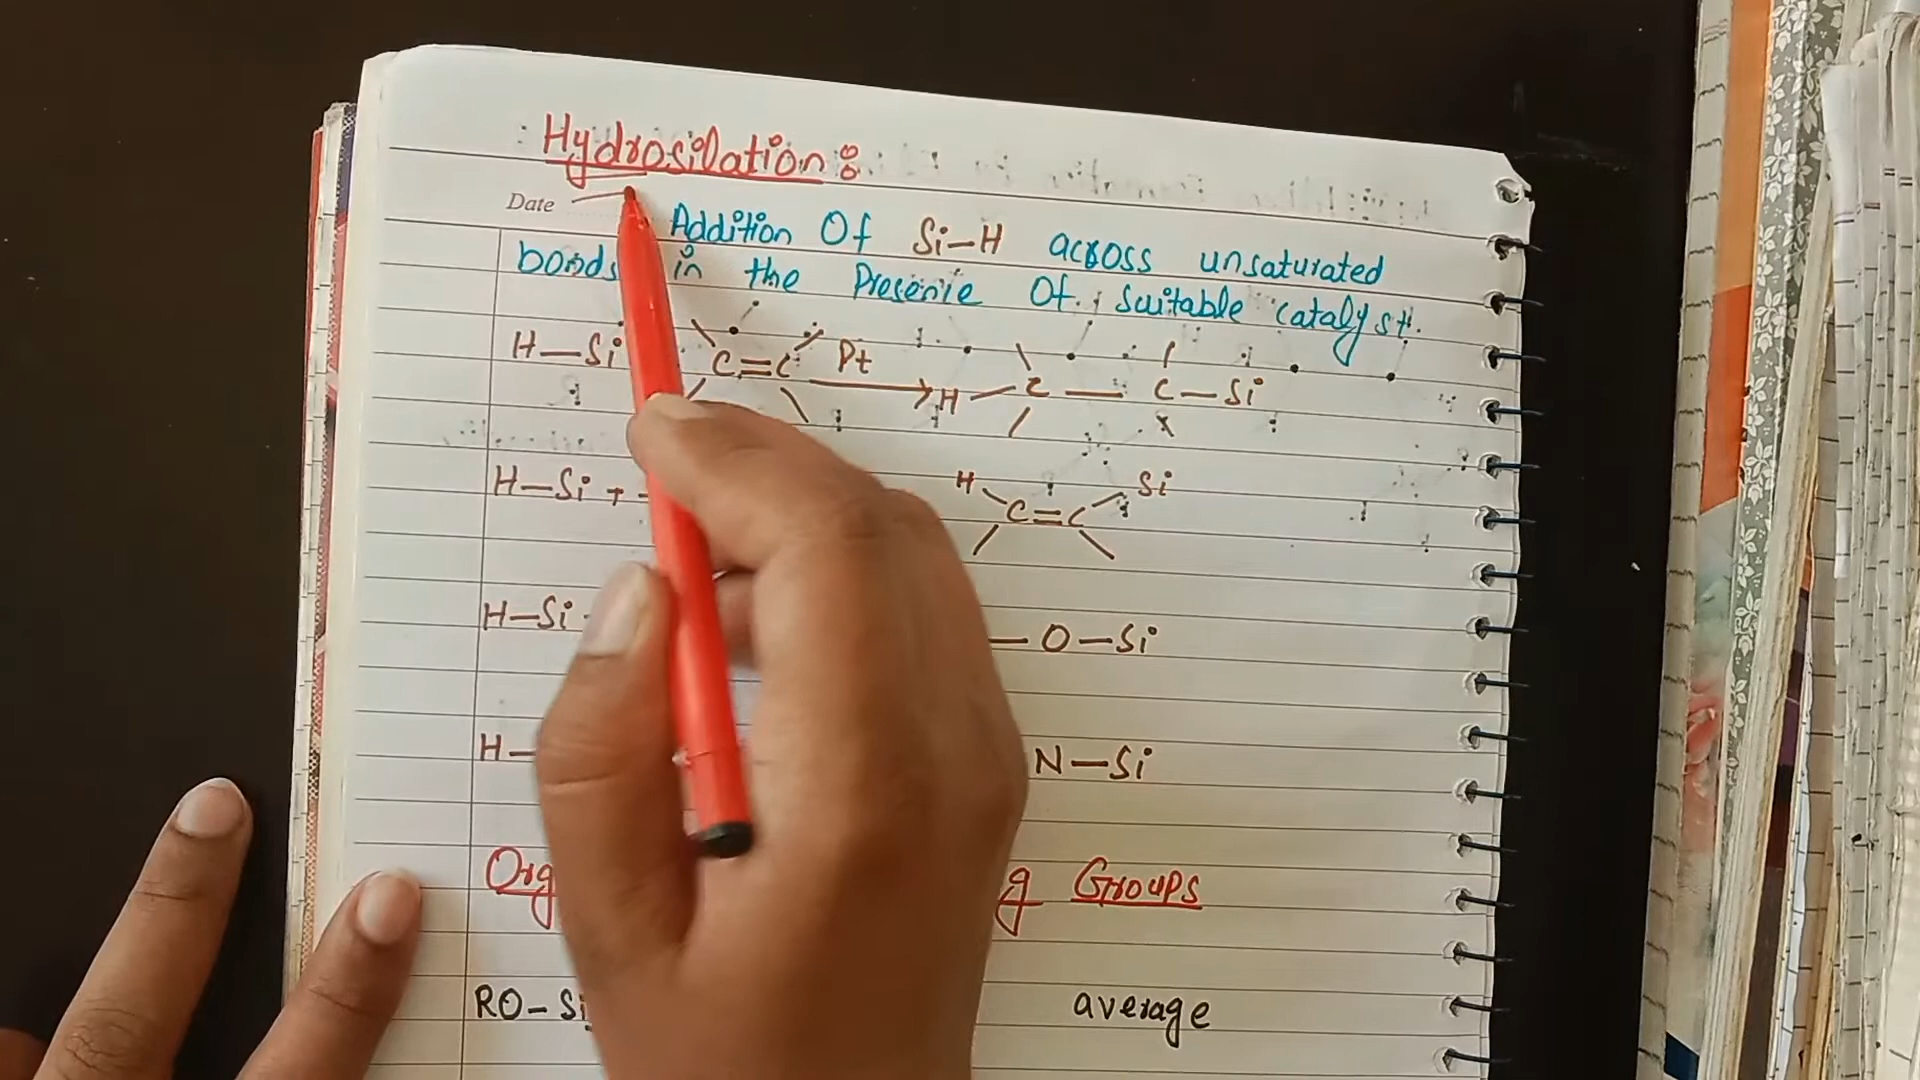 Hydrosilation :
Date
Addition Of Si-H across unsaturated
bonds in the Presence Of suitable catalyst.
H-Si C=C Pt → H-C-C-Si
H-Si + H C=C Si
H-Si -O-Si
H- N-Si
Org g Groups
RO-Si average